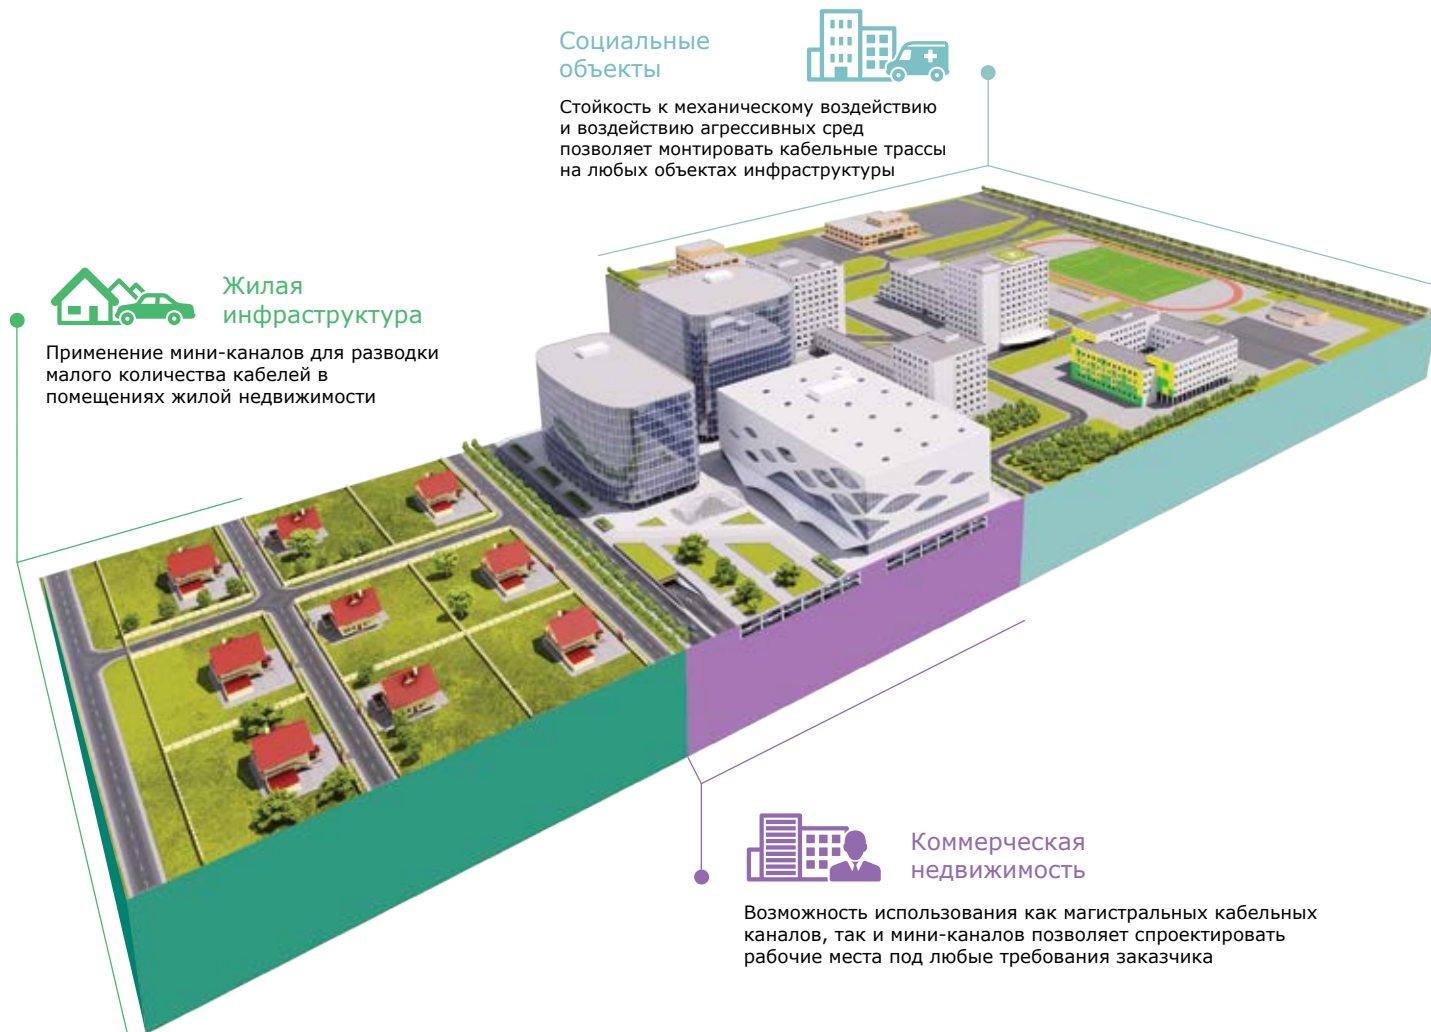 Социальные
объекты
Стойкость к механическому воздействию
и воздействию агрессивных сред
позволяет монтировать кабельные трассы
на любых объектах инфраструктуры
Жилая
инфраструктура
Применение мини-каналов для разводки
малого количества кабелей в
помещениях жилой недвижимости
Коммерческая
недвижимость
Возможность использования как магистральных кабельных
каналов, так и мини-каналов позволяет спроектировать
рабочие места под любые требования заказчика